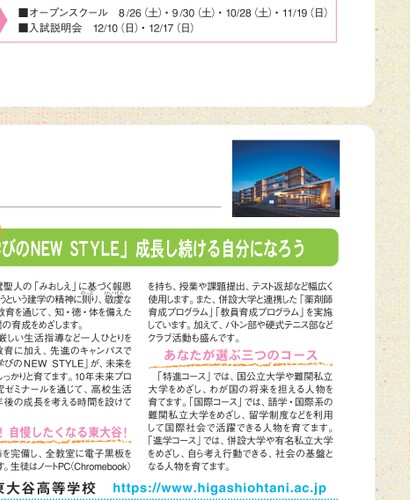 ■オープンスクール 8/26（土）・9/30（土）・10/28（土）・11/19（日）
■入試説明会 12/10（日）・12/17（日）
びのNEW STYLE」成長し続ける自分になろう
聖人の「みおしえ」に基づく報恩
うという建学の精神に則り、敬虔な
教育を通じて、知・徳・体を備えた
の育成をめざします。
厳しい生活指導など一人ひとりを
教育に加え、先進のキャンパスで
学びのNEW STYLE」が、未来を
しっかりと育てます。10年未来プロ
究ゼミナールを通じて、高校生活
年後の成長を考える時間を設けて
！自慢したくなる東大谷！
を完備し、全教室に電子黒板を
す。生徒はノートPC（Chromebook）
を持ち、授業や課題提出、テスト返却など幅広く
使用します。また、併設大学と連携した「薬剤師
育成プログラム」「教員育成プログラム」を実施
しています。加えて、バトン部や硬式テニス部など
クラブ活動も盛んです。
あなたが選ぶ三つのコース
「特進コース」では、国公立大学や難関私立
大学をめざし、わが国の将来を担える人物を
育てます。「国際コース」では、語学・国際系の
難関私立大学をめざし、留学制度などを利用
して国際社会で活躍できる人物を育てます。
「進学コース」では、併設大学や有名私立大学
をめざし、自ら考え行動できる、社会の基盤と
なる人物を育てます。
東大谷高等学校 https://www.higashiohtani.ac.jp